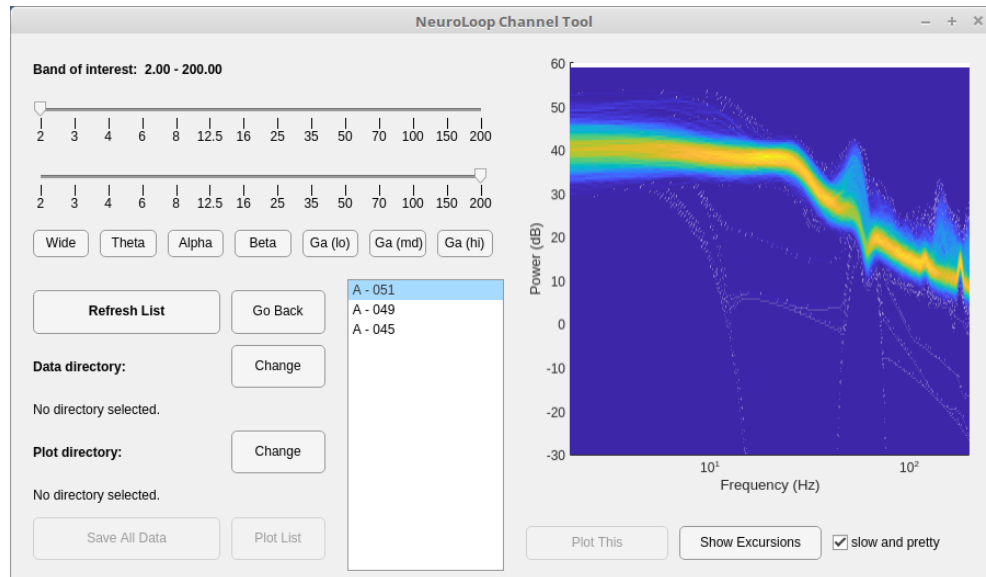 NeuroLoop Channel Tool
Band of interest: 2.00 - 200.00
2 3 4 6 8 12.5 16 25 35 50 70 100 150 200
2 3 4 6 8 12.5 16 25 35 50 70 100 150 200
Wide Theta Alpha Beta Ga (lo) Ga (md) Ga (hi)
Refresh List Go Back
Data directory: Change
No directory selected.
Plot directory: Change
No directory selected.
Save All Data Plot List
A - 051
A - 049
A - 045
60
50
40
30
20
10
0
-10
-20
-30
Power (dB)
10¹ 10²
Frequency (Hz)
Plot This Show Excursions slow and pretty